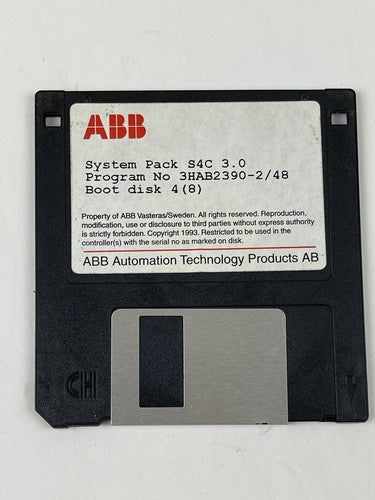 ABB
System Pack S4C 3.0
Program No 3HAB2390-2/48
Boot disk 4(8)
Property of ABB Vasteras/Sweden. All rights reserved. Reproduction,
modification, use or disclosure to third parties without express authority
is strictly forbidden. Copyright 1993. Restricted to be used in the
controller(s) with the serial no as marked on disk.
ABB Automation Technology Products AB